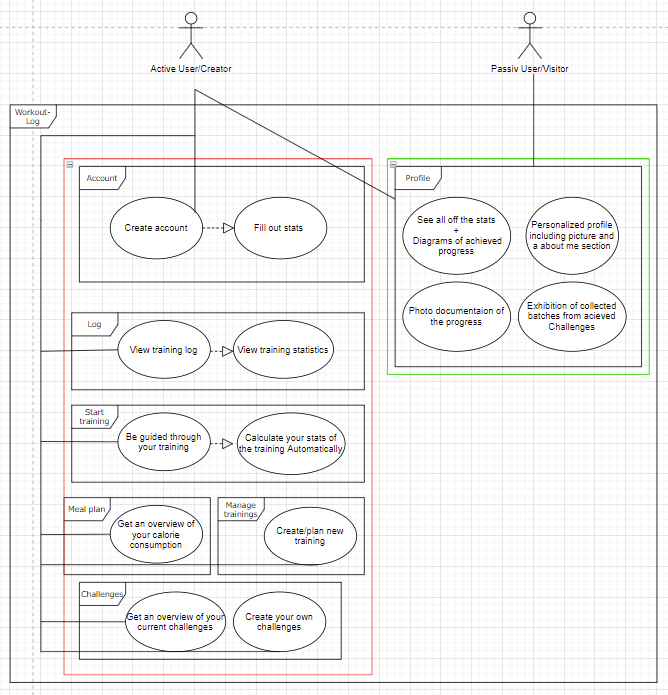 Active User/Creator
Passiv User/Visitor
Workout-
Log
Account
Create account
Fill out stats
Profile
See all off the stats
+
Diagrams of achieved
progress
Personalized profile
including picture and
a about me section
Photo documentaion of
the progress
Exhibition of collected
batches from acieved
Challenges
Log
View training log
View training statistics
Start
training
Be guided through
your training
Calculate your stats of
the training Automatically
Meal plan
Get an overview of
your calorie
consumption
Manage
trainings
Create/plan new
training
Challenges
Get an overview of your
current challenges
Create your own
challenges